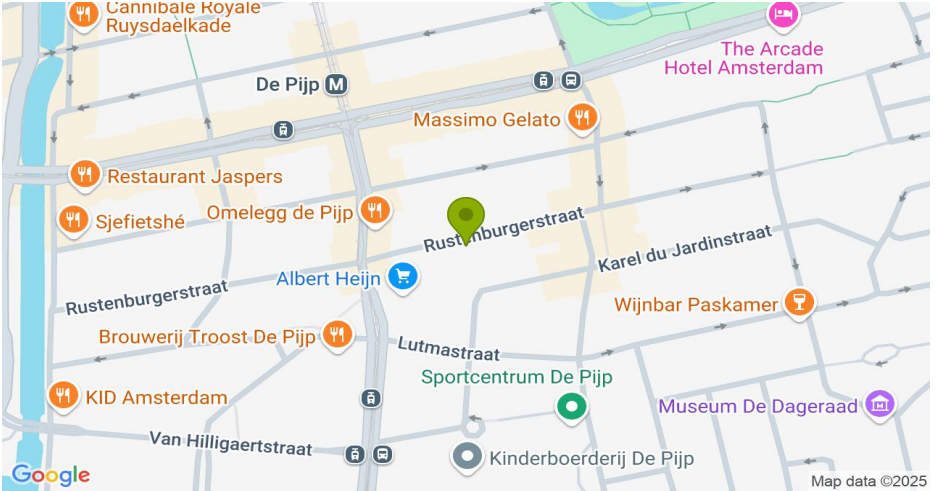 Cannibale Royale
Ruysdaelkade
The Arcade
Hotel Amsterdam
De Pijp M
Massimo Gelato
Restaurant Jaspers
Sjefietshé
Omelegg de Pijp
Rustenburgerstraat
Karel du Jardinstraat
Albert Heijn
Rustenburgerstraat
Wijnbar Paskamer
Brouwerij Troost De Pijp
Lutmastraat
Sportcentrum De Pijp
KID Amsterdam
Museum De Dageraad
Van Hilligaertstraat
Kinderboerderij De Pijp
Google
Map data ©2025